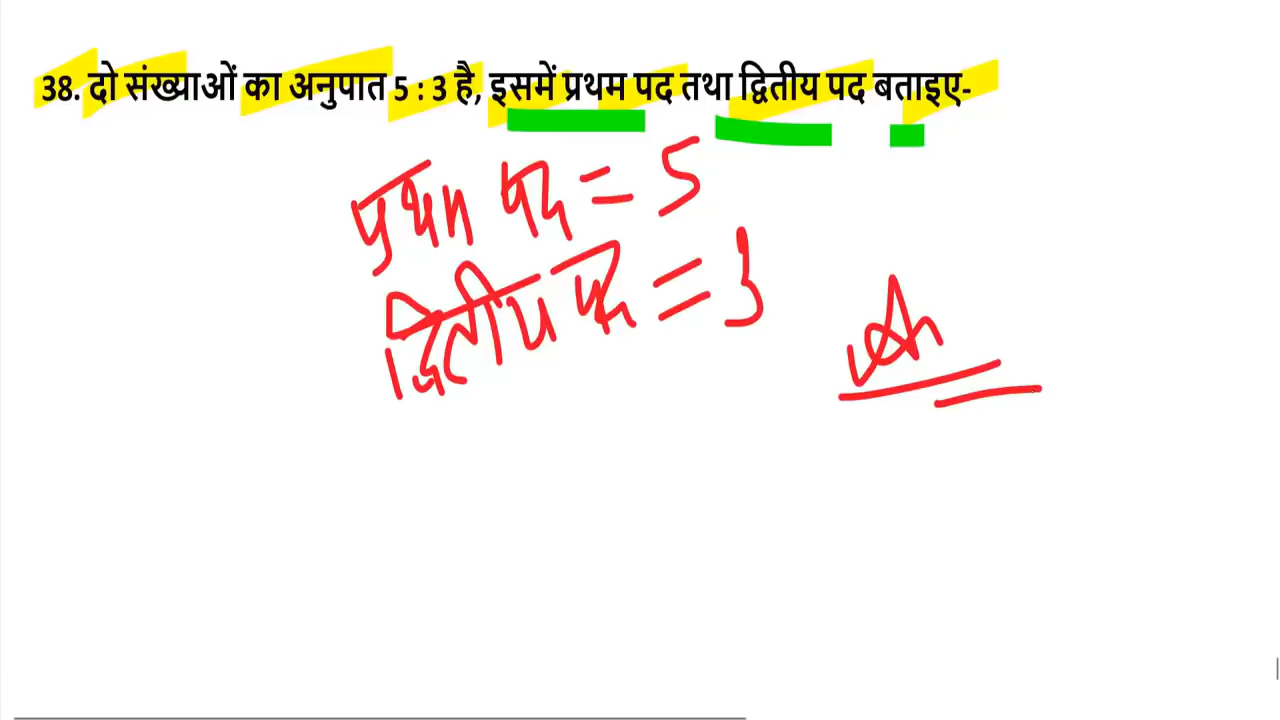 38. दो संख्याओं का अनुपात 5 : 3 है, इसमें प्रथम पद तथा द्वितीय पद बताइए-
प्रथम पद = 5
द्वितीय पद = 3